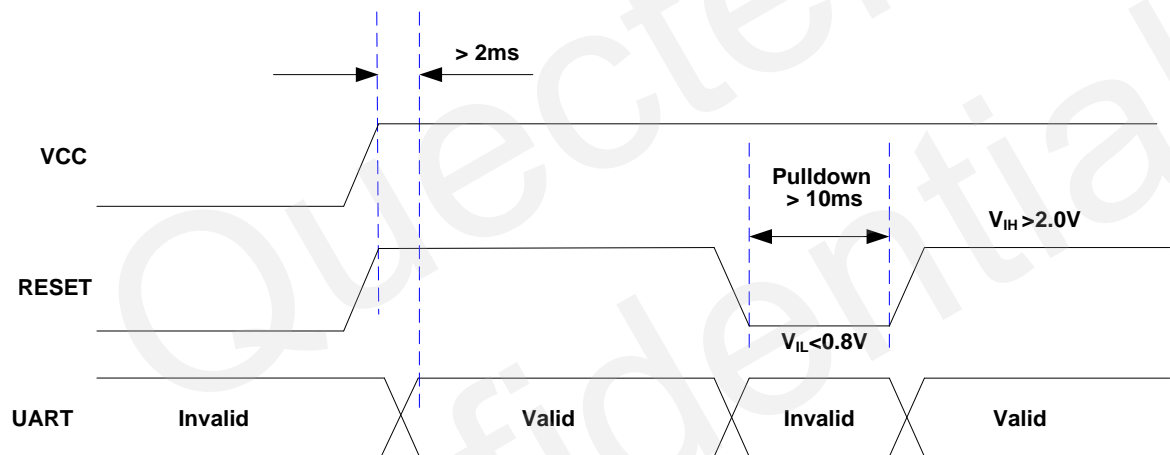 > 2ms
VCC
Pulldown
> 10ms
VIH >2.0V
RESET
VIL<0.8V
UART
Invalid
Valid
Invalid
Valid
Quectel
Confidential